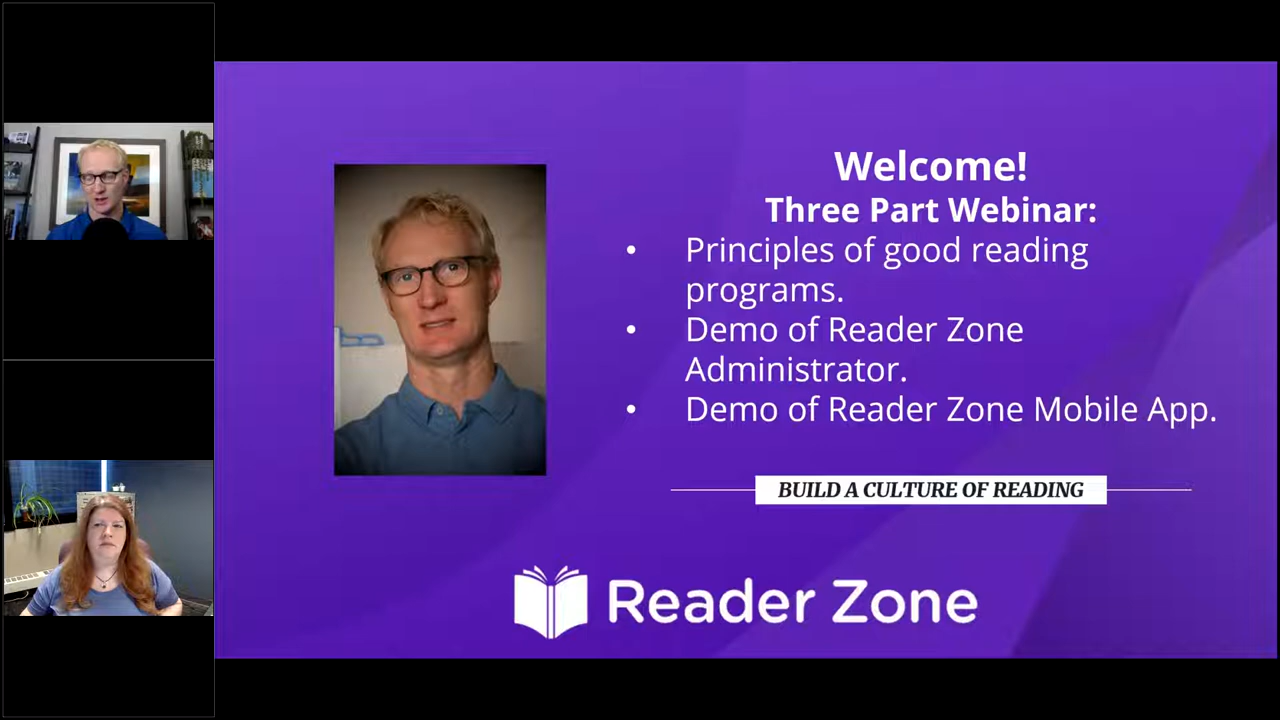 Welcome!
Three Part Webinar:
• Principles of good reading
programs.
• Demo of Reader Zone
Administrator.
• Demo of Reader Zone Mobile App.
BUILD A CULTURE OF READING
Reader Zone